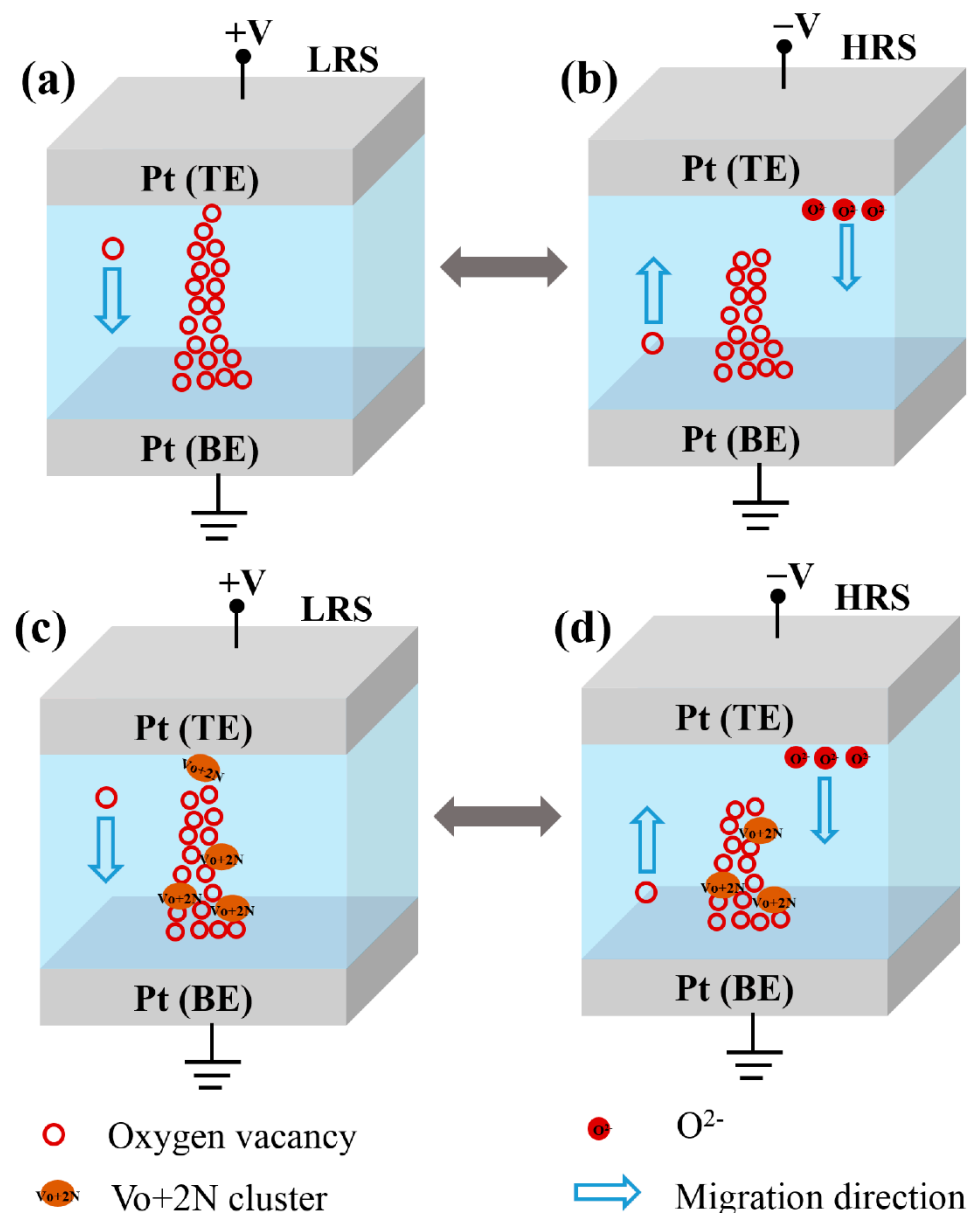 +V
(a)
LRS
Pt (TE)
Pt (BE)
−V
(b)
HRS
Pt (TE)
O²⁻ O²⁻ O²⁻
Pt (BE)
+V
(c)
LRS
Pt (TE)
Vo+2N
Vo+2N
Vo+2N
Vo+2N
Pt (BE)
−V
(d)
HRS
Pt (TE)
O²⁻ O²⁻ O²⁻
Vo+2N
Vo+2N
Vo+2N
Pt (BE)
Oxygen vacancy
O²⁻ O²⁻
Vo+2N Vo+2N cluster
Migration direction